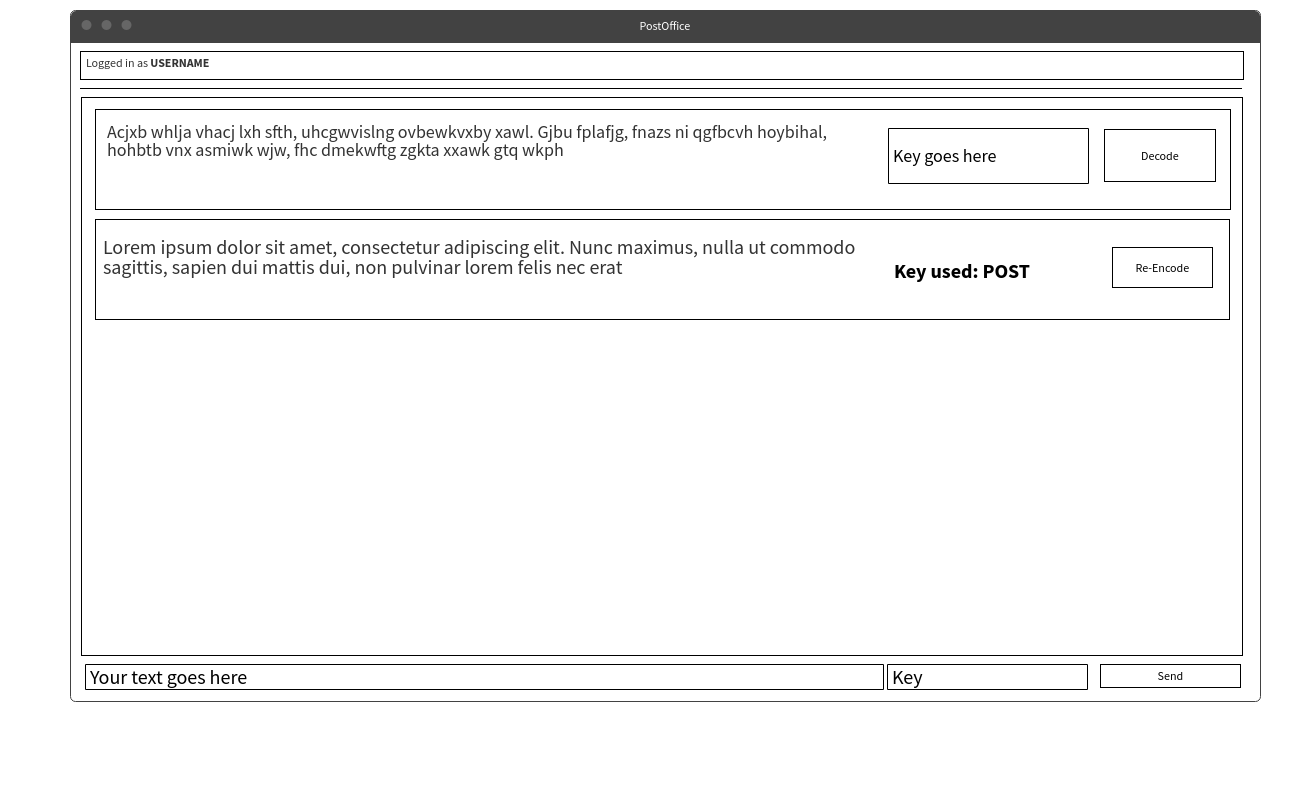 PostOffice
Logged in as USERNAME
Acjxb whlja vhacj lxh sfth, uhcgwvislng ovbewkvxby xawl. Gjbu fplafjg, fnazs ni qgfbcvh hoybihal,
hohbtb vnx asmiwk wjw, fhc dmekwftg zgkta xxawk gtq wkph
Key goes here
Decode
Lorem ipsum dolor sit amet, consectetur adipiscing elit. Nunc maximus, nulla ut commodo
sagittis, sapien dui mattis dui, non pulvinar lorem felis nec erat
Key used: POST
Re-Encode
Your text goes here
Key
Send